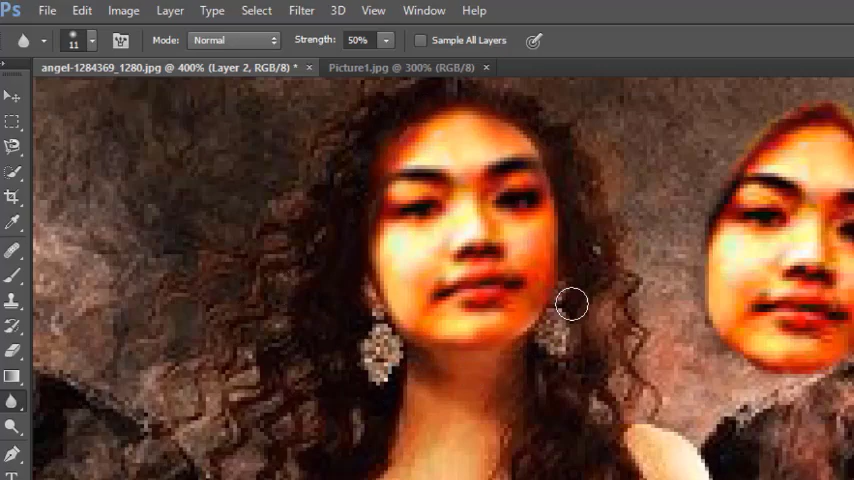 Ps File Edit Image Layer Type Select Filter 3D View Window Help
11 Mode: Normal Strength: 50% Sample All Layers
angel-1284369_1280.jpg @ 400% (Layer 2, RGB/8) * × Picture1.jpg @ 300% (RGB/8) ×
T